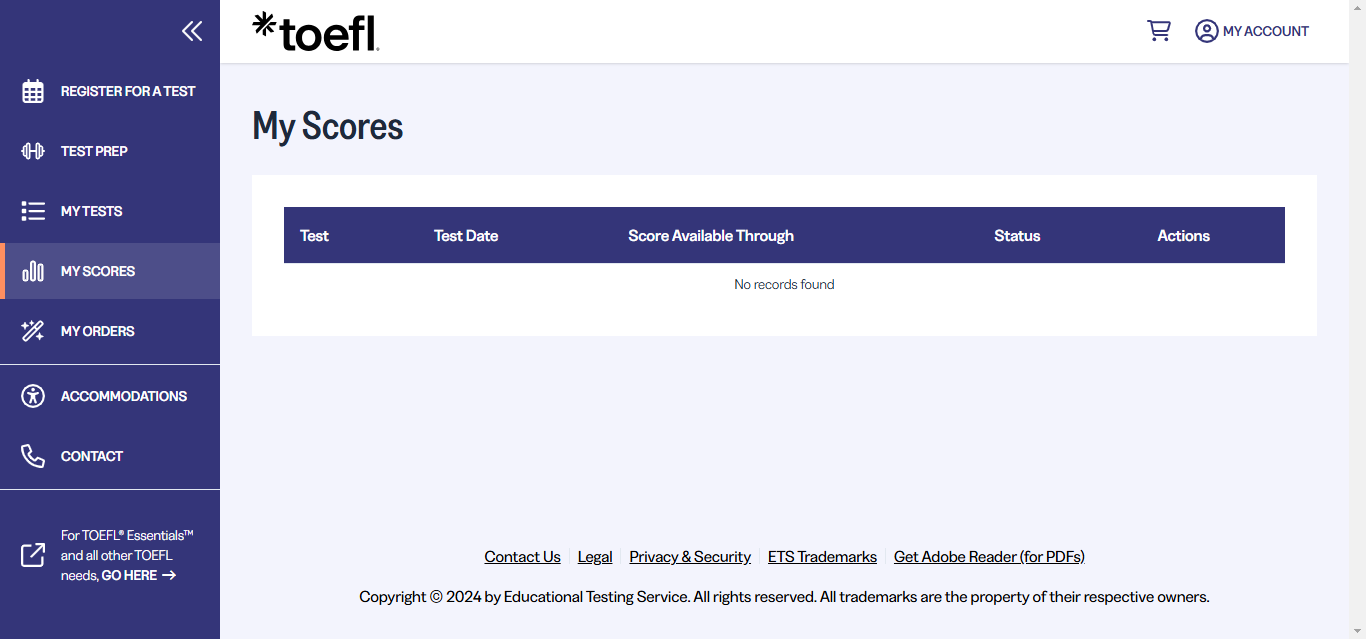 toefl.
MY ACCOUNT
REGISTER FOR A TEST
TEST PREP
MY TESTS
MY SCORES
MY ORDERS
ACCOMMODATIONS
CONTACT
For TOEFL® Essentials™
and all other TOEFL
needs, GO HERE →
My Scores
Test Test Date Score Available Through Status Actions
No records found
Contact Us Legal Privacy & Security ETS Trademarks Get Adobe Reader (for PDFs)
Copyright © 2024 by Educational Testing Service. All rights reserved. All trademarks are the property of their respective owners.